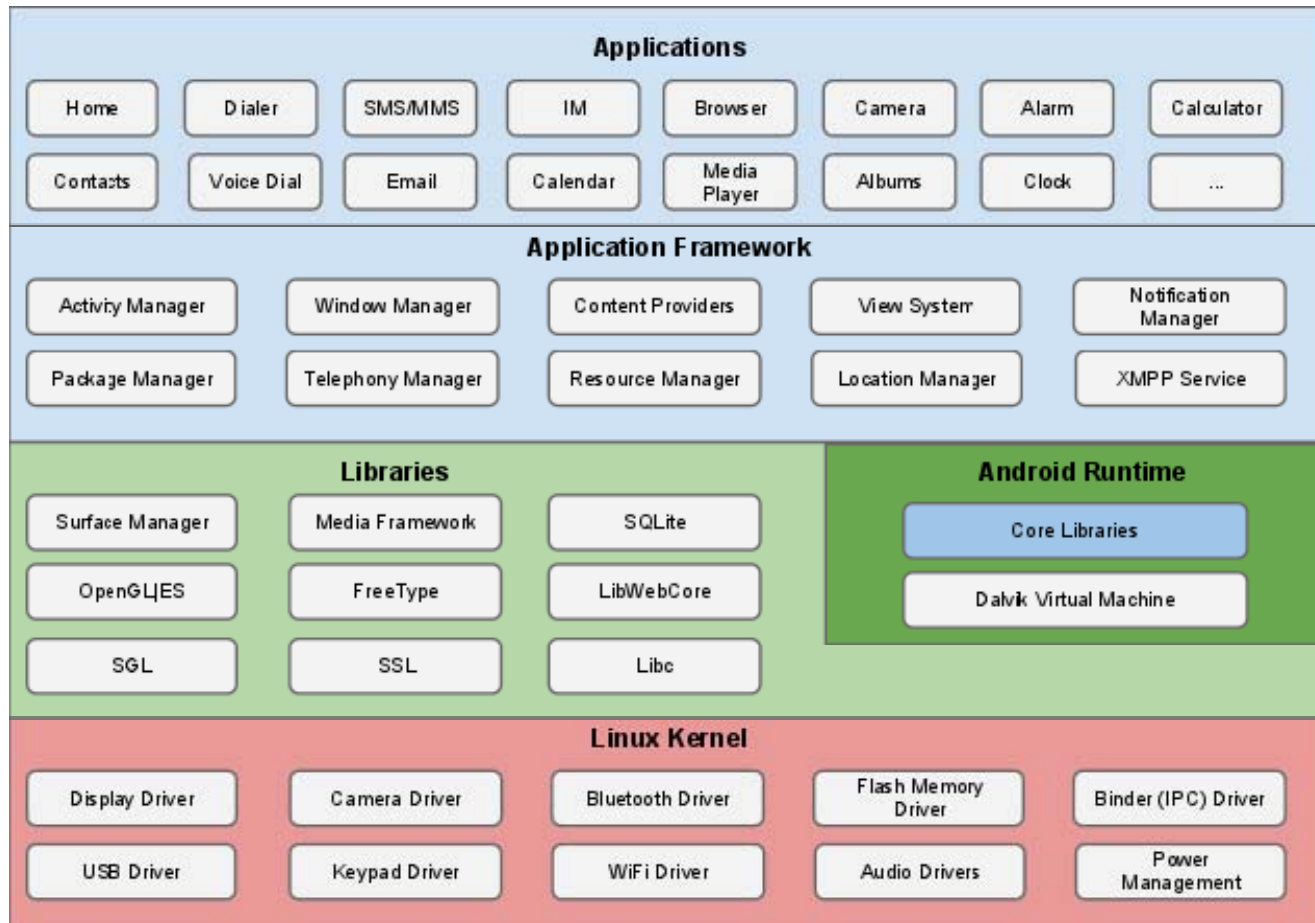 Applications
Home
Dialer
SMS/MMS
IM
Browser
Camera
Alarm
Calculator
Contacts
Voice Dial
Email
Calendar
Media
Player
Albums
Clock
...
Application Framework
Activity Manager
Window Manager
Content Providers
View System
Notification
Manager
Package Manager
Telephony Manager
Resource Manager
Location Manager
XMPP Service
Libraries
Surface Manager
Media Framework
SQLite
OpenGL|ES
FreeType
LibWebCore
SGL
SSL
Libc
Android Runtime
Core Libraries
Dalvik Virtual Machine
Linux Kernel
Display Driver
Camera Driver
Bluetooth Driver
Flash Memory
Driver
Binder (IPC) Driver
USB Driver
Keypad Driver
WiFi Driver
Audio Drivers
Power
Management